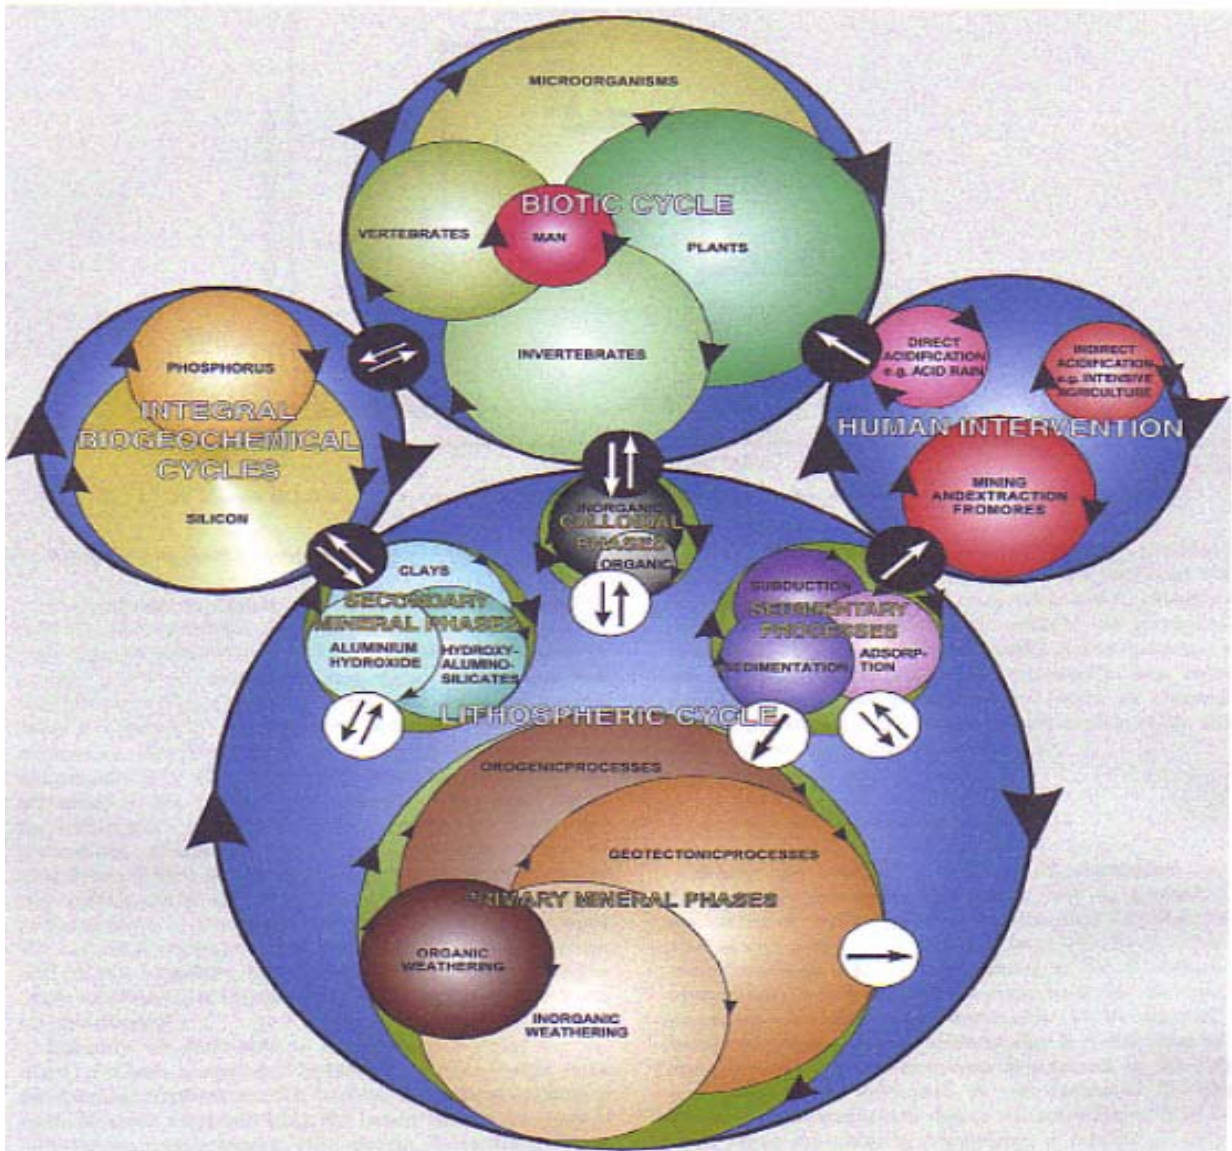 MICROORGANISMS
BIOTIC CYCLE
VERTEBRATES
MAN
PLANTS
INVERTEBRATES
PHOSPHORUS
INTEGRAL
BIOGEOCHEMICAL
CYCLES
SILICON
DIRECT
ACIDIFICATION
e.g. ACID RAIN
INDIRECT
ACIDIFICATION
e.g. INTENSIVE
AGRICULTURE
HUMAN INTERVENTION
MINING
ANDEXTRACTION
FROMORES
INORGANIC
COLLOIDAL
PHASES
ORGANIC
CLAYS
SECONDARY
MINERAL PHASES
ALUMINIUM
HYDROXIDE
HYDROXY-
ALUMINO-
SILICATES
SUBDUCTION
SEDIMENTARY
PROCESSES
SEDIMENTATION
ADSORP-
TION
LITHOSPHERIC CYCLE
OROGENICPROCESSES
GEOTECTONICPROCESSES
PRIMARY MINERAL PHASES
ORGANIC
WEATHERING
INORGANIC
WEATHERING